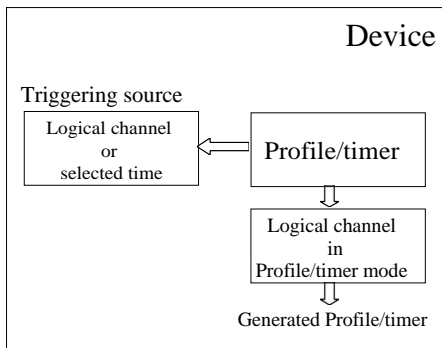 Device
Triggering source
Logical channel
or
selected time
Profile/timer
Logical channel
in
Profile/timer mode
Generated Profile/timer